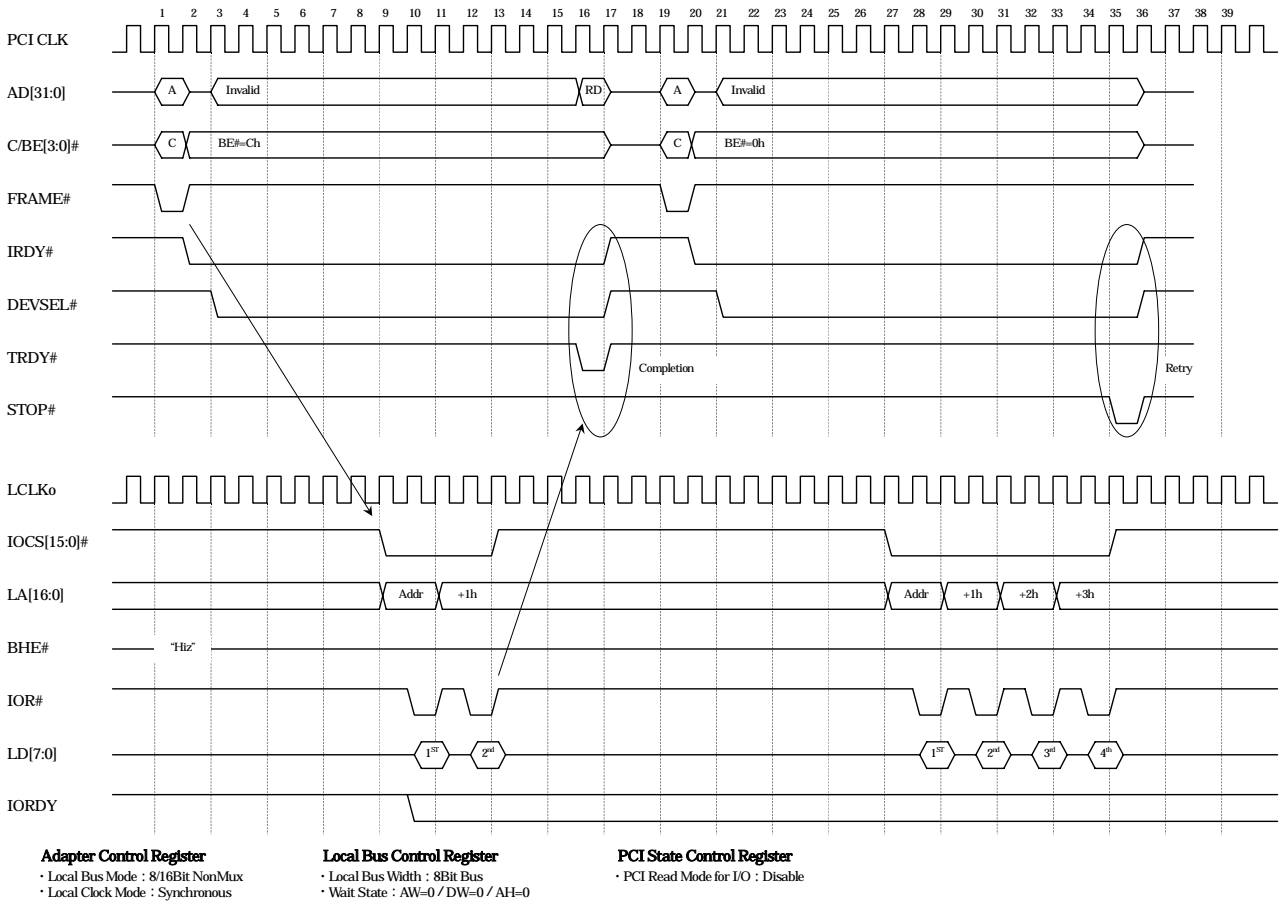 1 2 3 4 5 6 7 8 9 10 11 12 13 14 15 16 17 18 19 20 21 22 23 24 25 26 27 28 29 30 31 32 33 34 35 36 37 38 39
PCI CLK
AD[31:0] A Invalid RD A Invalid
C/BE[3:0]# C BE#=Ch C BE#=0h
FRAME#
IRDY#
DEVSEL#
TRDY#
Completion Retry
STOP#
LCLKo
IOCS[15:0]#
LA[16:0] Addr +1h Addr +1h +2h +3h
BHE# “Hiz”
IOR#
LD[7:0] 1ST 2nd 1ST 2nd 3rd 4th
IORDY
Adapter Control Register Local Bus Control Register PCI State Control Register
・Local Bus Mode : 8/16Bit NonMux ・Local Bus Width : 8Bit Bus ・PCI Read Mode for I/O : Disable
・Local Clock Mode : Synchronous ・Wait State : AW=0 / DW=0 / AH=0